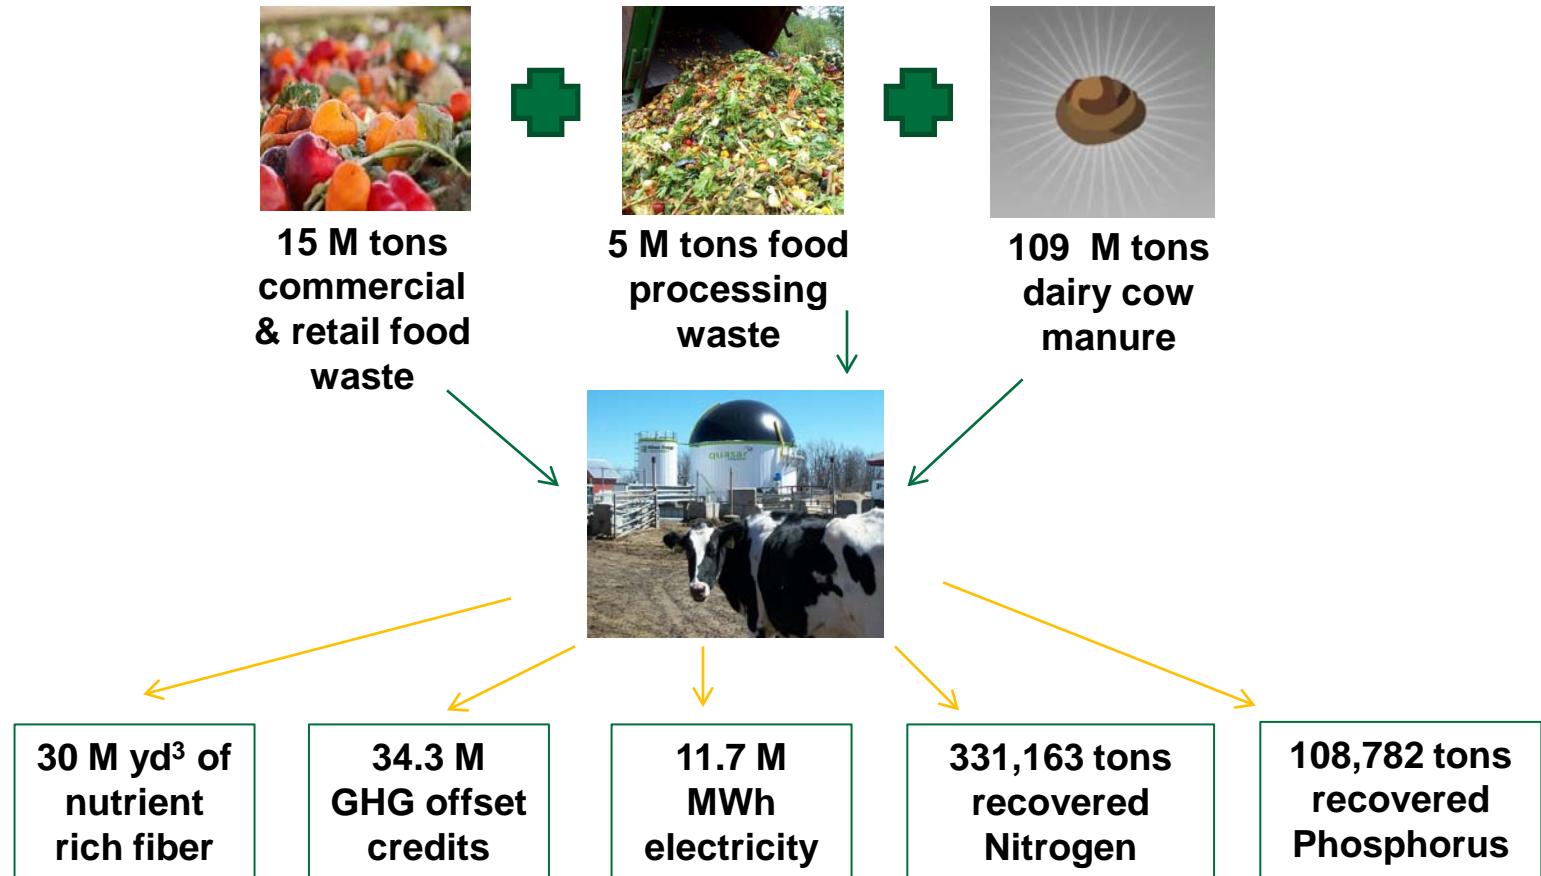 15 M tons
commercial
& retail food
waste
5 M tons food
processing
waste
109 M tons
dairy cow
manure
quasar
30 M yd³ of
nutrient
rich fiber
34.3 M
GHG offset
credits
11.7 M
MWh
electricity
331,163 tons
recovered
Nitrogen
108,782 tons
recovered
Phosphorus